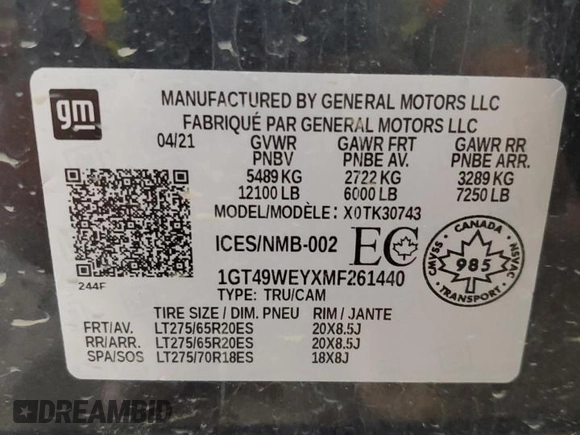 gm
MANUFACTURED BY GENERAL MOTORS LLC
FABRIQUÉ PAR GENERAL MOTORS LLC
04/21 GVWR GAWR FRT GAWR RR
PNBV PNBE AV. PNBE ARR.
5489 KG 2722 KG 3289 KG
12100 LB 6000 LB 7250 LB
MODEL/MODÈLE: X0TK30743
ICES/NMB-002 EC
CANADA
CMVSS NSVAC
985
TRANSPORT
244F
1GT49WEYXMF261440
TYPE: TRU/CAM
TIRE SIZE / DIM. PNEU RIM / JANTE
FRT/AV. LT275/65R20ES 20X8.5J
RR/ARR. LT275/65R20ES 20X8.5J
SPA/SOS LT275/70R18ES 18X8J
DREAMBID